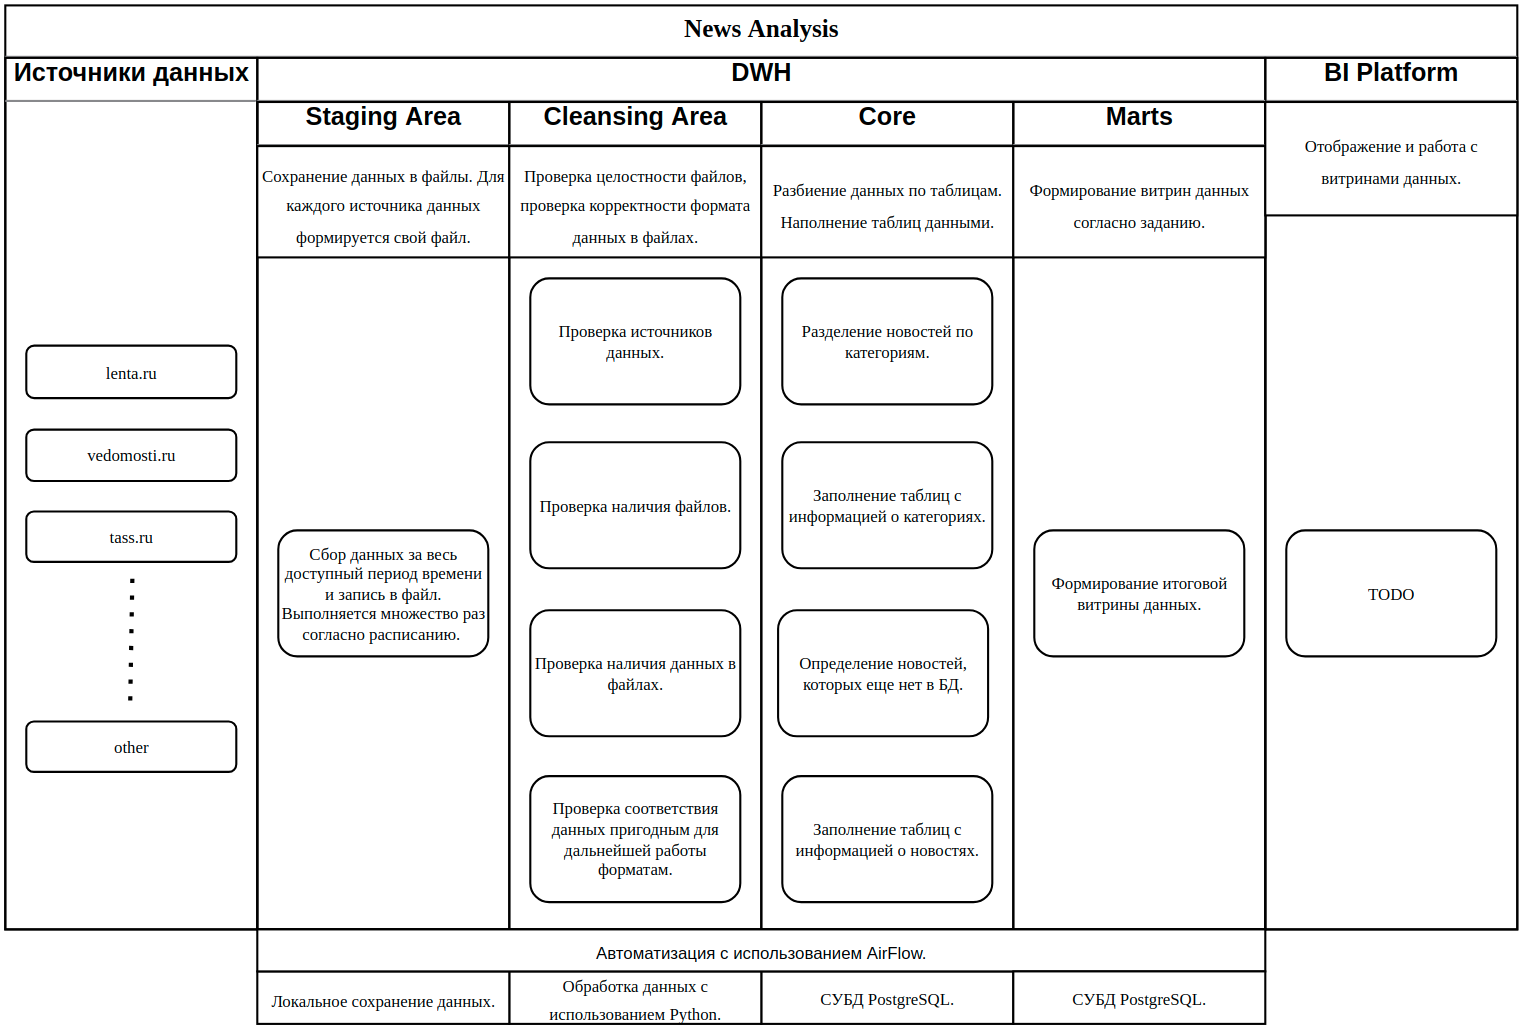 News Analysis
Источники данных
DWH
BI Platform
Staging Area
Cleansing Area
Core
Marts
Сохранение данных в файлы. Для
каждого источника данных
формируется свой файл.
Проверка целостности файлов,
проверка корректности формата
данных в файлах.
Разбиение данных по таблицам.
Наполнение таблиц данными.
Формирование витрин данных
согласно заданию.
Отображение и работа с
витринами данных.
lenta.ru
vedomosti.ru
tass.ru
other
Сбор данных за весь
доступный период времени
и запись в файл.
Выполняется множество раз
согласно расписанию.
Проверка источников
данных.
Проверка наличия файлов.
Проверка наличия данных в
файлах.
Проверка соответствия
данных пригодным для
дальнейшей работы
форматам.
Разделение новостей по
категориям.
Заполнение таблиц с
информацией о категориях.
Определение новостей,
которых еще нет в БД.
Заполнение таблиц с
информацией о новостях.
Формирование итоговой
витрины данных.
TODO
Автоматизация с использованием AirFlow.
Локальное сохранение данных.
Обработка данных с
использованием Python.
СУБД PostgreSQL.
СУБД PostgreSQL.